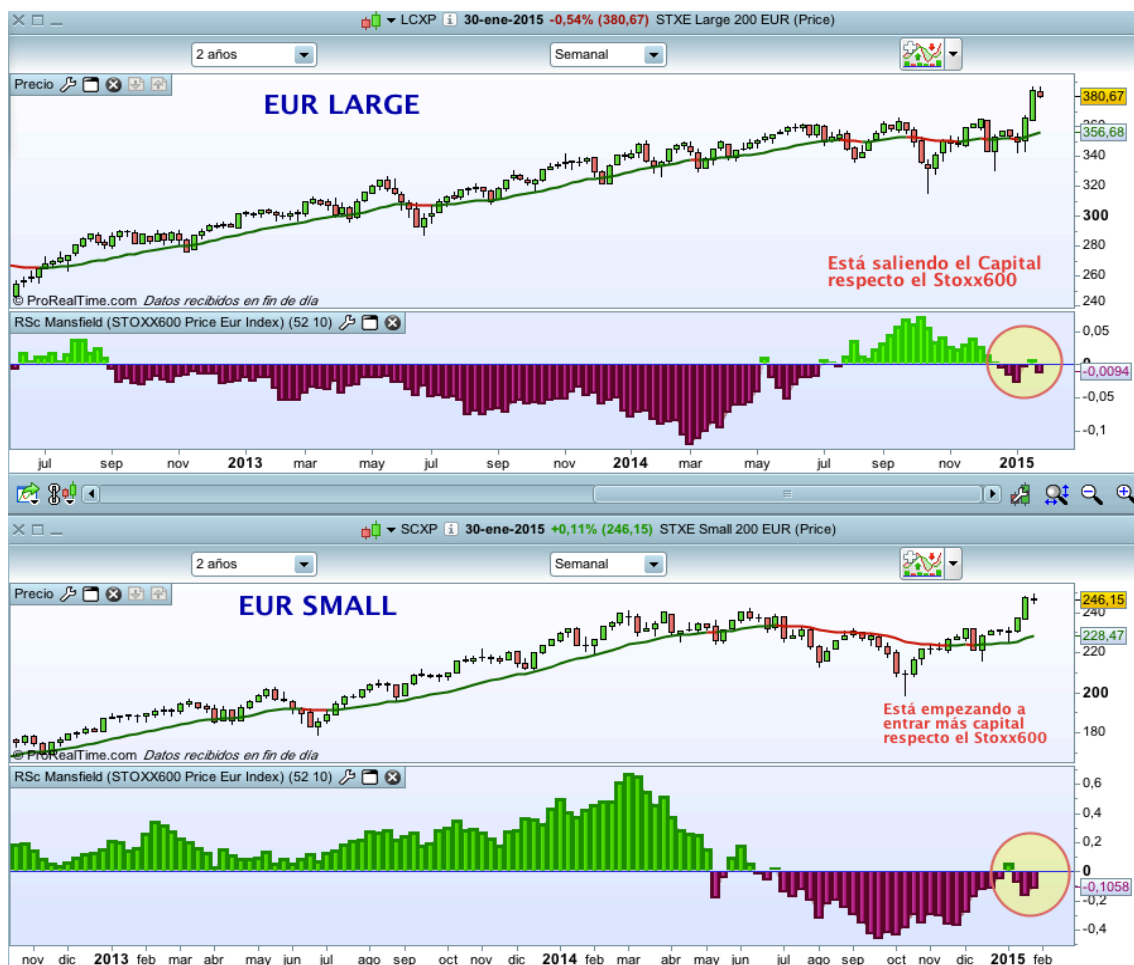 LCXP 30-ene-2015 -0,54% (380,67) STXE Large 200 EUR (Price)
2 años Semanal
Precio
EUR LARGE
380,67
360
356,68
340
320
300
280
260
240
Está saliendo el Capital
respecto el Stoxx600
© ProRealTime.com Datos recibidos en fin de día
RSc Mansfield (STOXX600 Price Eur Index) (52 10)
0,05
0
-0,0094
-0,05
-0,1
jul sep nov 2013 mar may jul sep nov 2014 mar may jul sep nov 2015
SCXP 30-ene-2015 +0,11% (246,15) STXE Small 200 EUR (Price)
2 años Semanal
Precio
EUR SMALL
246,15
240
228,47
220
200
180
Está empezando a
entrar más capital
respecto el Stoxx600
© ProRealTime.com Datos recibidos en fin de día
RSc Mansfield (STOXX600 Price Eur Index) (52 10)
0,6
0,4
0,2
0
-0,1058
-0,2
-0,4
nov dic 2013 feb mar abr may jun jul ago sep oct nov dic 2014 feb mar abr may jun jul ago sep oct nov dic 2015 feb